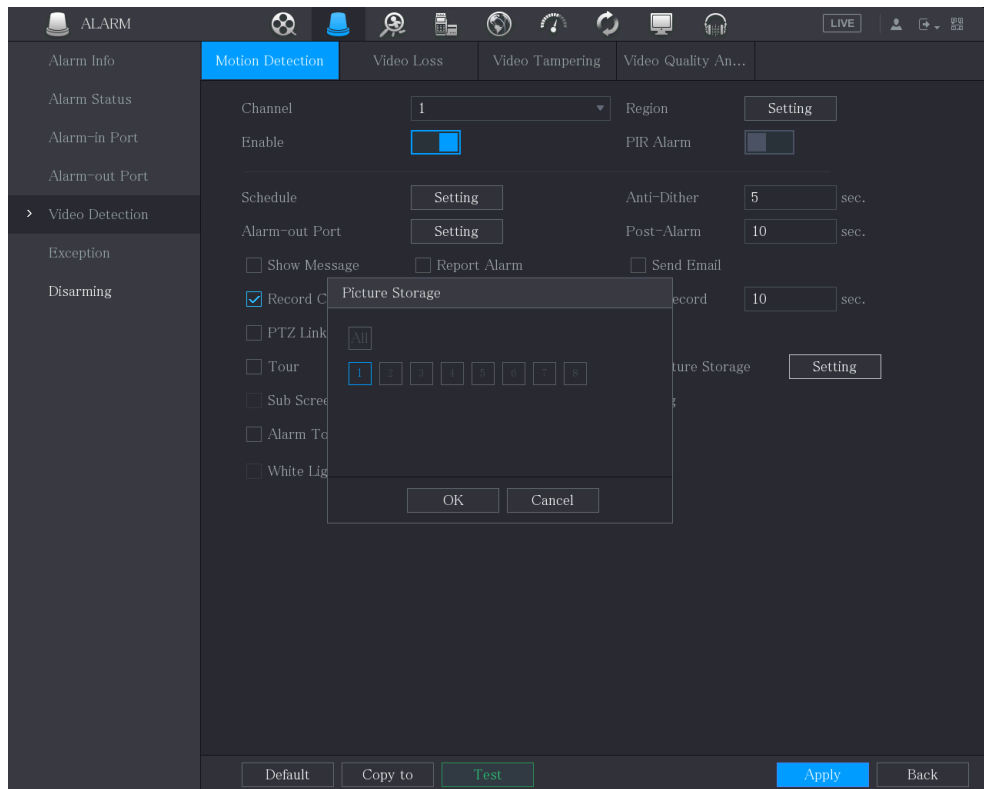 ALARM LIVE
Alarm Info
Alarm Status
Alarm-in Port
Alarm-out Port
Video Detection
Exception
Disarming
Motion Detection Video Loss Video Tampering Video Quality An...
Channel 1 Region Setting
Enable PIR Alarm
Schedule Setting Anti-Dither 5 sec.
Alarm-out Port Setting Post-Alarm 10 sec.
Show Message Report Alarm Send Email
Record C ecord 10 sec.
PTZ Link
Tour ture Storage Setting
Sub Scree g
Alarm To
White Lig
Picture Storage
All
1 2 3 4 5 6 7 8
OK Cancel
Default Copy to Test Apply Back